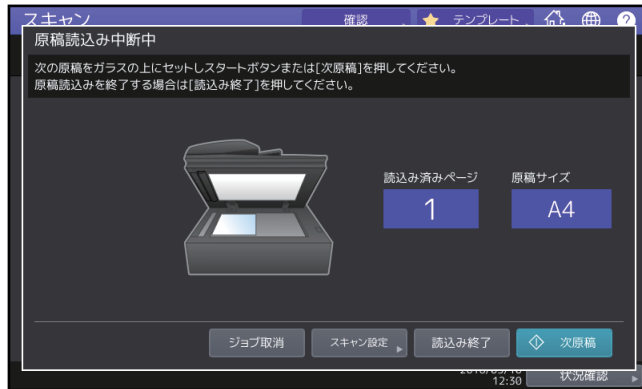 スキャン
確認
テンプレート
?
原稿読込み中断中
次の原稿をガラスの上にセットしスタートボタンまたは[次原稿]を押してください。
原稿読込みを終了する場合は[読込み終了]を押してください。
読込み済みページ
原稿サイズ
1
A4
ジョブ取消
スキャン設定
読込み終了
次原稿
12:30
状況確認